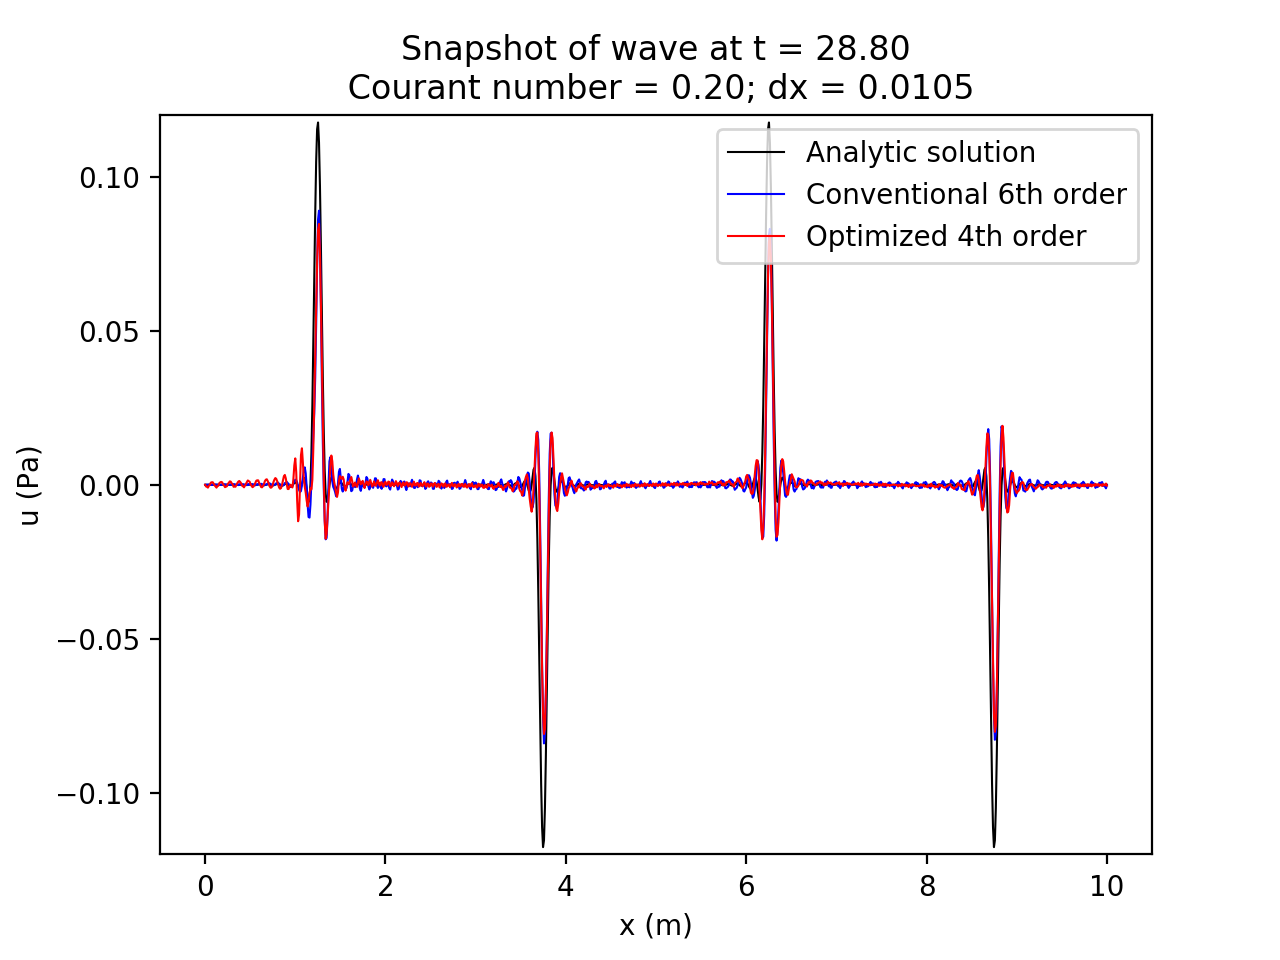 Snapshot of wave at t = 28.80
Courant number = 0.20; dx = 0.0105
Analytic solution
Conventional 6th order
Optimized 4th order
0.10
0.05
0.00
−0.05
−0.10
u (Pa)
0 2 4 6 8 10
x (m)